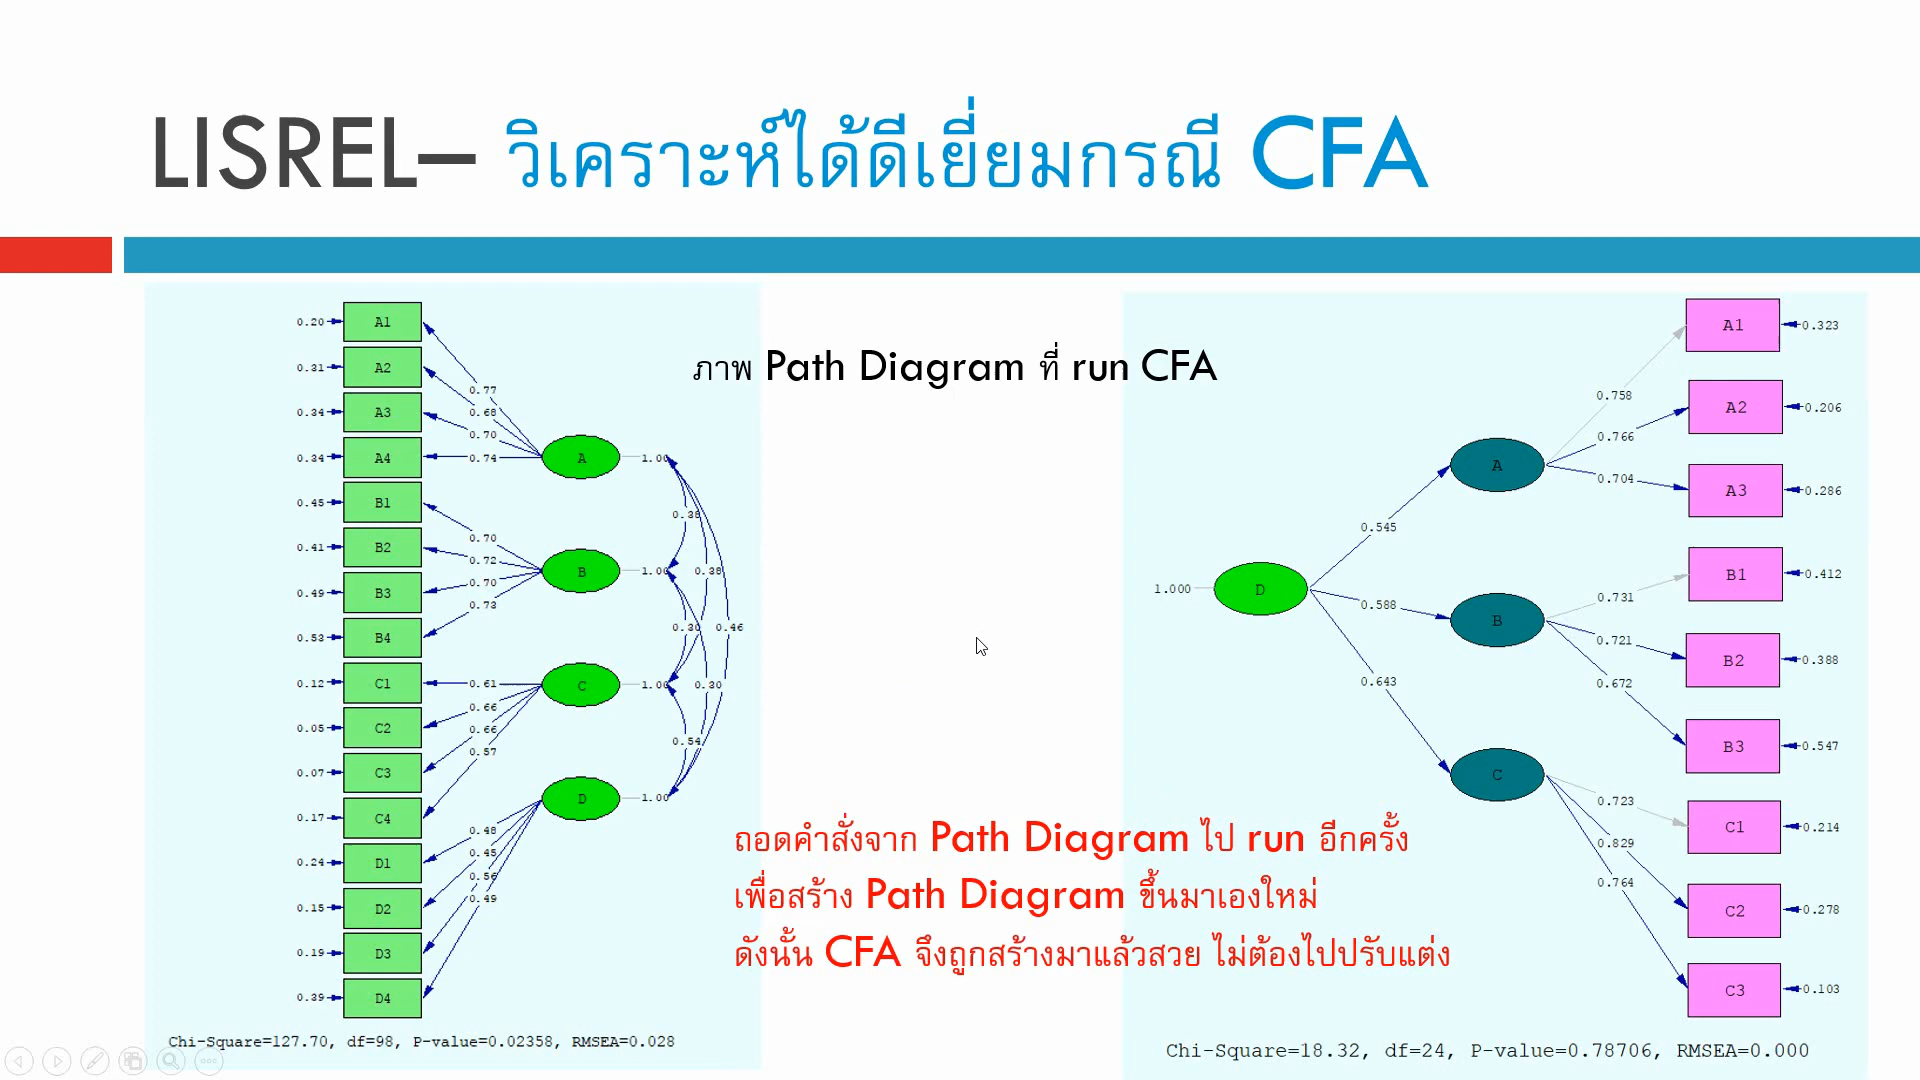 LISREL– วิเคราะห์ได้ดีเยี่ยมกรณี CFA
ภาพ Path Diagram ที่ run CFA
0.20 A1
0.31 A2
0.34 A3
0.34 A4
0.45 B1
0.41 B2
0.49 B3
0.53 B4
0.12 C1
0.05 C2
0.07 C3
0.17 C4
0.24 D1
0.15 D2
0.19 D3
0.39 D4
0.77
0.68
0.70
0.74
0.70
0.72
0.70
0.73
0.61
0.66
0.66
0.57
0.48
0.45
0.56
0.49
A 1.00
B 1.00
C 1.00
D 1.00
0.38
0.38
0.30 0.46
0.30
0.54
Chi-Square=127.70, df=98, P-value=0.02358, RMSEA=0.028
1.000 D
0.545
0.588
0.643
A
B
C
0.758
0.766
0.704
0.731
0.721
0.672
0.723
0.829
0.764
A1 0.323
A2 0.206
A3 0.286
B1 0.412
B2 0.388
B3 0.547
C1 0.214
C2 0.278
C3 0.103
ถอดคำสั่งจาก Path Diagram ไป run อีกครั้ง
เพื่อสร้าง Path Diagram ขึ้นมาเองใหม่
ดังนั้น CFA จึงถูกสร้างมาแล้วสวย ไม่ต้องไปปรับแต่ง
Chi-Square=18.32, df=24, P-value=0.78706, RMSEA=0.000